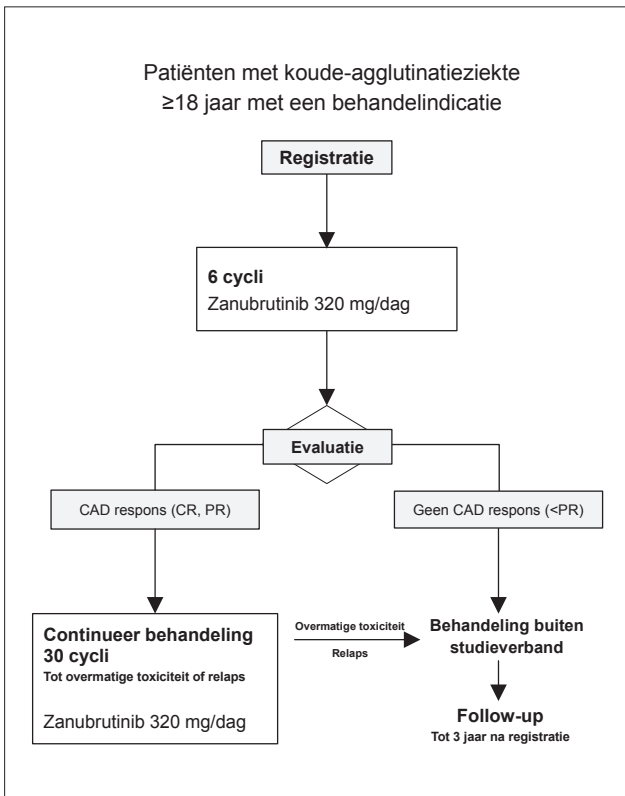 Patiënten met koude-agglutinatieziekte
≥18 jaar met een behandelindicatie
Registratie
6 cycli
Zanubrutinib 320 mg/dag
Evaluatie
CAD respons (CR, PR)
Geen CAD respons (<PR)
Continueer behandeling
30 cycli
Tot overmatige toxiciteit of relaps
Zanubrutinib 320 mg/dag
Overmatige toxiciteit
Relaps
Behandeling buiten
studieverband
Follow-up
Tot 3 jaar na registratie